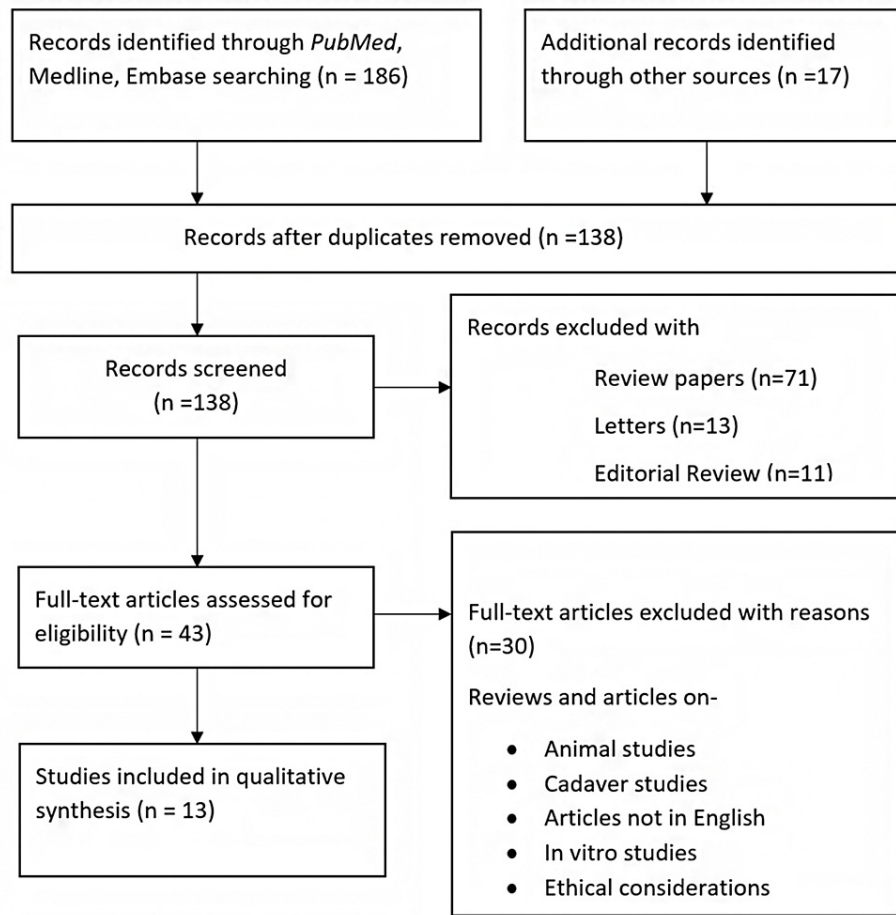 Records identified through PubMed,
Medline, Embase searching (n = 186)
Additional records identified
through other sources (n =17)
Records after duplicates removed (n =138)
Records screened
(n =138)
Records excluded with
Review papers (n=71)
Letters (n=13)
Editorial Review (n=11)
Full-text articles assessed for
eligibility (n = 43)
Full-text articles excluded with reasons
(n=30)
Reviews and articles on-
• Animal studies
• Cadaver studies
• Articles not in English
• In vitro studies
• Ethical considerations
Studies included in qualitative
synthesis (n = 13)